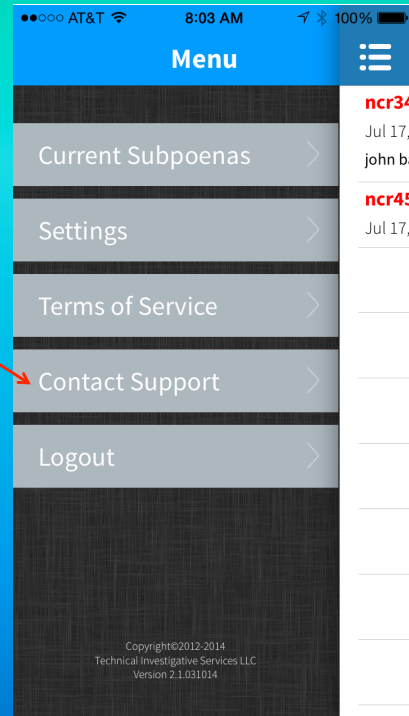 AT&T 8:03 AM 100%
Menu
Current Subpoenas
Settings
Terms of Service
Contact Support
Logout
Copyright©2012-2014
Technical Investigative Services LLC
Version 2.1.031014
ncr34
Jul 17,
john ba
ncr45
Jul 17,